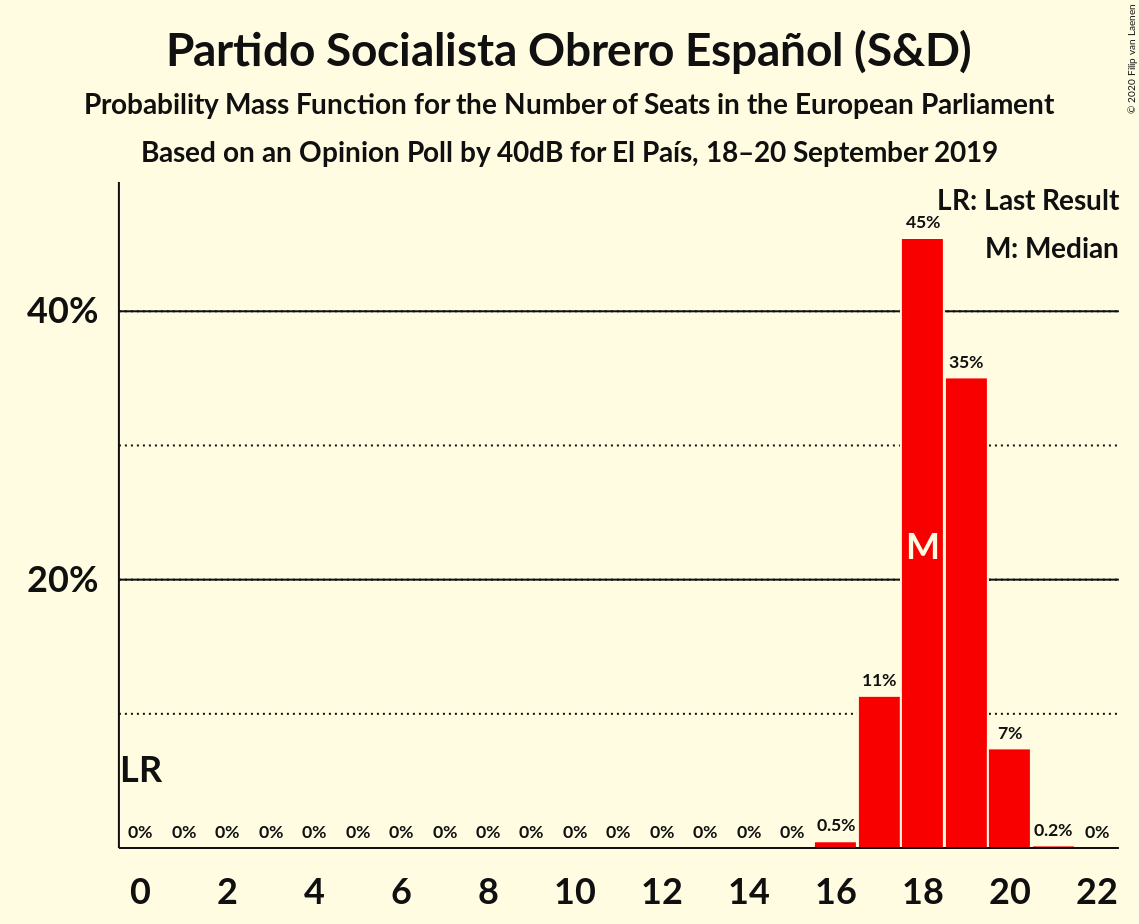 Partido Socialista Obrero Español (S&D)
Probability Mass Function for the Number of Seats in the European Parliament
Based on an Opinion Poll by 40dB for El País, 18–20 September 2019
© 2020 Filip van Laenen
LR: Last Result
M: Median
45%
40%
35%
M
20%
11%
7%
LR
0% 0% 0% 0% 0% 0% 0% 0% 0% 0% 0% 0% 0% 0% 0% 0% 0.5% 0.2% 0%
0 2 4 6 8 10 12 14 16 18 20 22